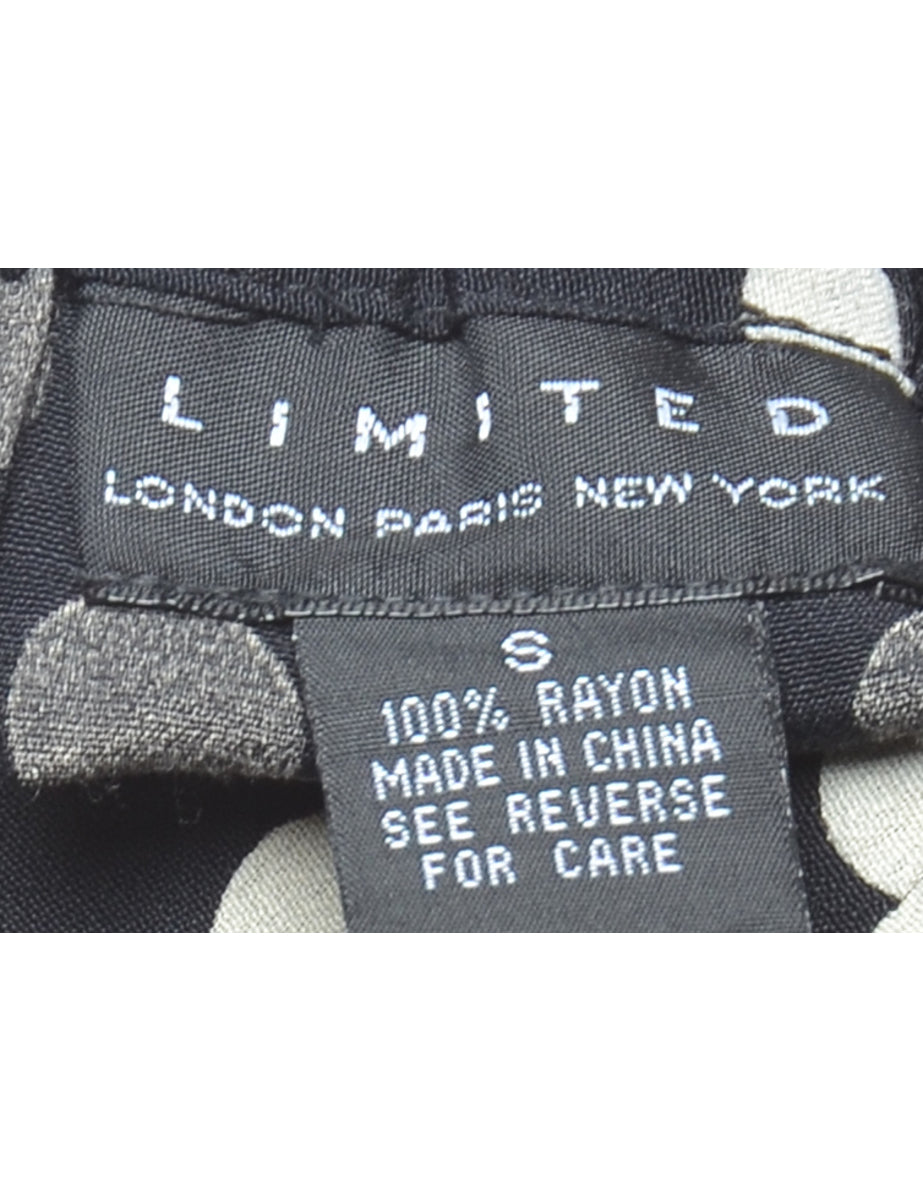 LIMITED
LONDON PARIS NEW YORK
S
100% RAYON
MADE IN CHINA
SEE REVERSE
FOR CARE